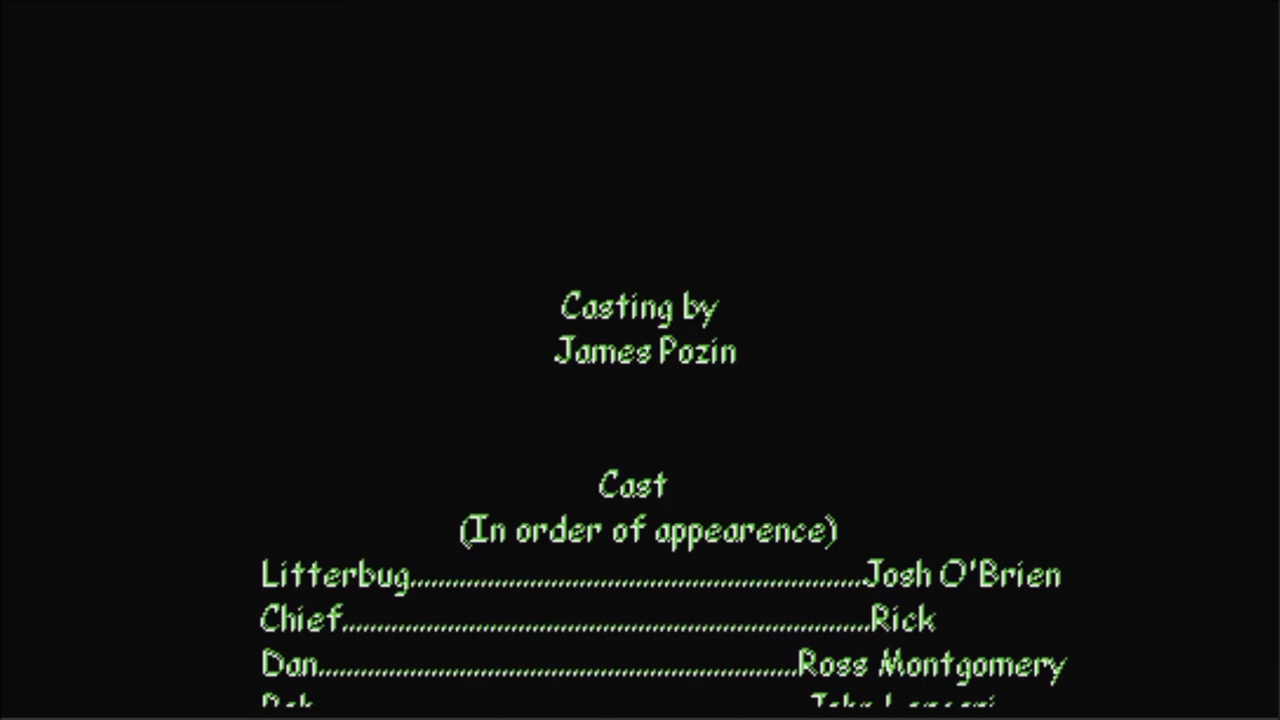 Casting by
James Pozin
Cast
(In order of appearence)
Litterbug......................................................Josh O'Brien
Chief...............................................................Rick
Dan.........................................................Ross Montgomery